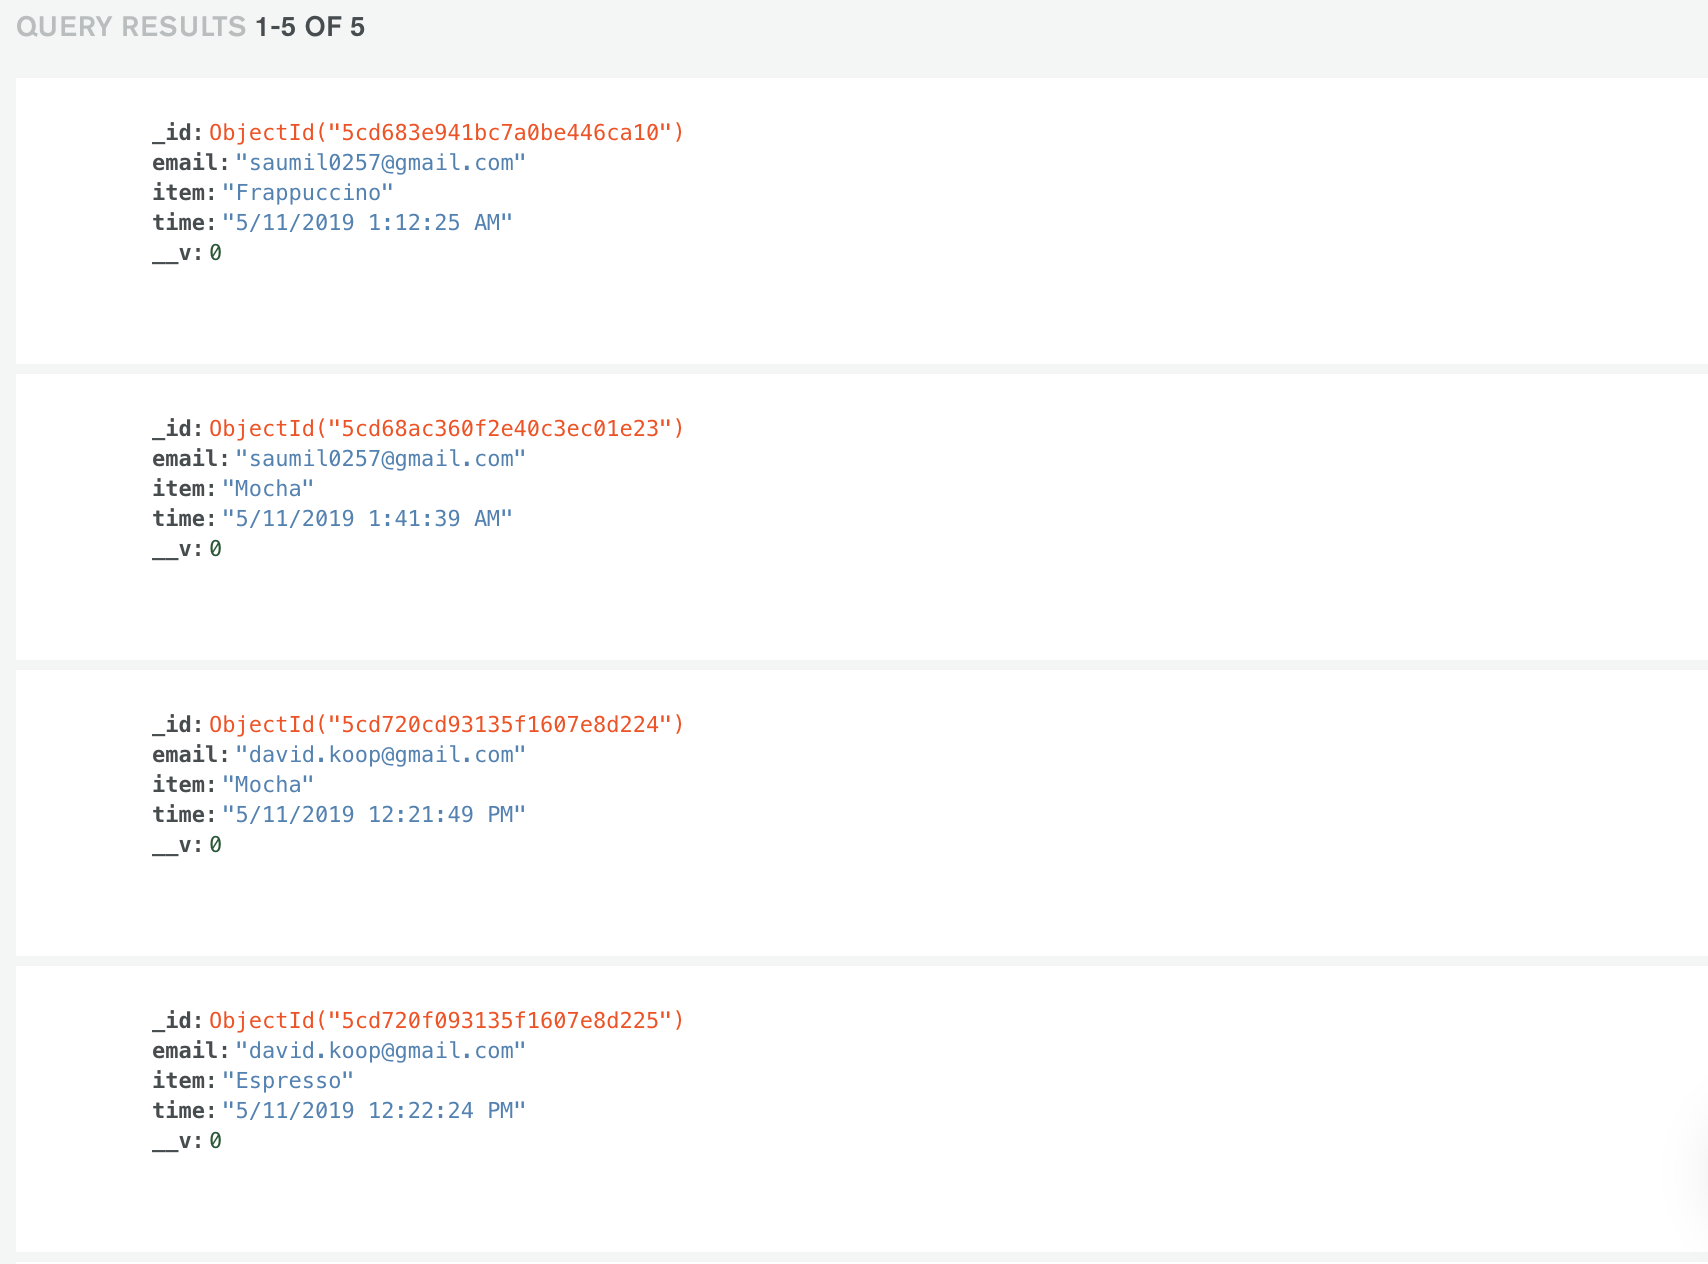 QUERY RESULTS 1-5 OF 5
_id: ObjectId("5cd683e941bc7a0be446ca10")
email: "saumil0257@gmail.com"
item: "Frappuccino"
time: "5/11/2019 1:12:25 AM"
__v: 0
_id: ObjectId("5cd68ac360f2e40c3ec01e23")
email: "saumil0257@gmail.com"
item: "Mocha"
time: "5/11/2019 1:41:39 AM"
__v: 0
_id: ObjectId("5cd720cd93135f1607e8d224")
email: "david.koop@gmail.com"
item: "Mocha"
time: "5/11/2019 12:21:49 PM"
__v: 0
_id: ObjectId("5cd720f093135f1607e8d225")
email: "david.koop@gmail.com"
item: "Espresso"
time: "5/11/2019 12:22:24 PM"
__v: 0